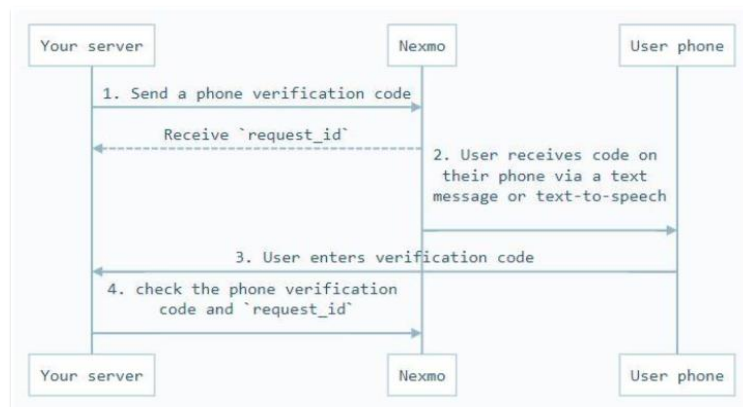 Your server
Nexmo
User phone
1. Send a phone verification code
Receive `request_id`
2. User receives code on
their phone via a text
message or text-to-speech
3. User enters verification code
4. check the phone verification
code and `request_id`
Your server
Nexmo
User phone